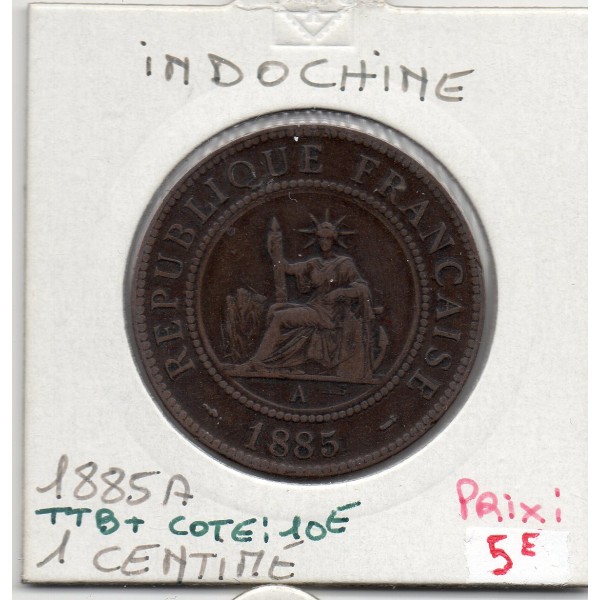 iNDOCHiNE
REPUBLIQUE FRANCAISE
A
1885
1885A
TTB+ COTE: 10E
1 CENTIME
PRix:
5E